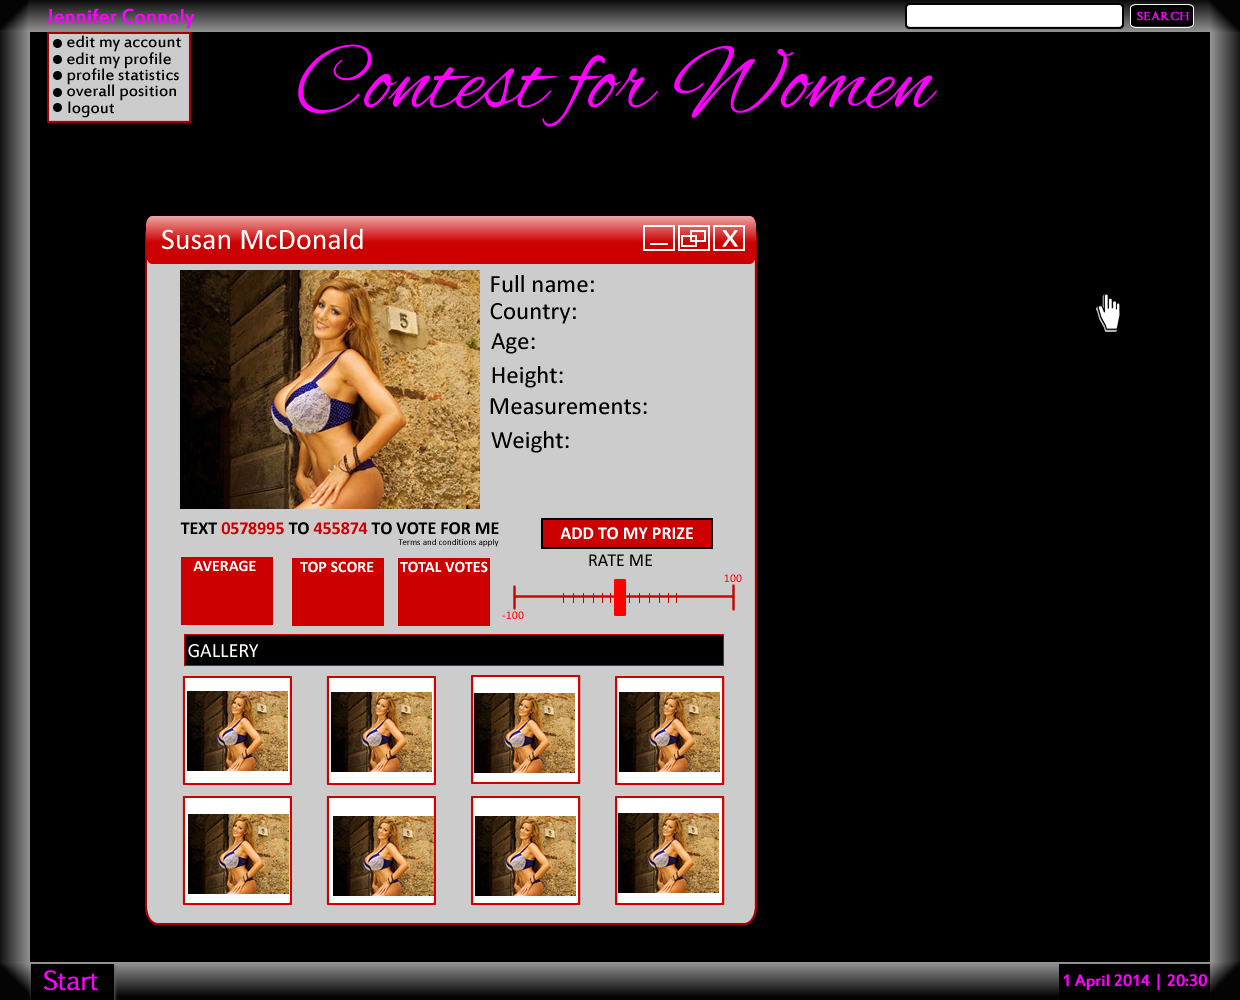 Jennifer Connoly
SEARCH
edit my account
edit my profile
profile statistics
overall position
logout
Contest for Women
Susan McDonald
X
5
Full name:
Country:
Age:
Height:
Measurements:
Weight:
TEXT 0578995 TO 455874 TO VOTE FOR ME
Terms and conditions apply
ADD TO MY PRIZE
RATE ME
AVERAGE
TOP SCORE
TOTAL VOTES
100
-100
GALLERY
Start
1 April 2014 | 20:30